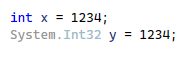 int x = 1234;
System.Int32 y = 1234;